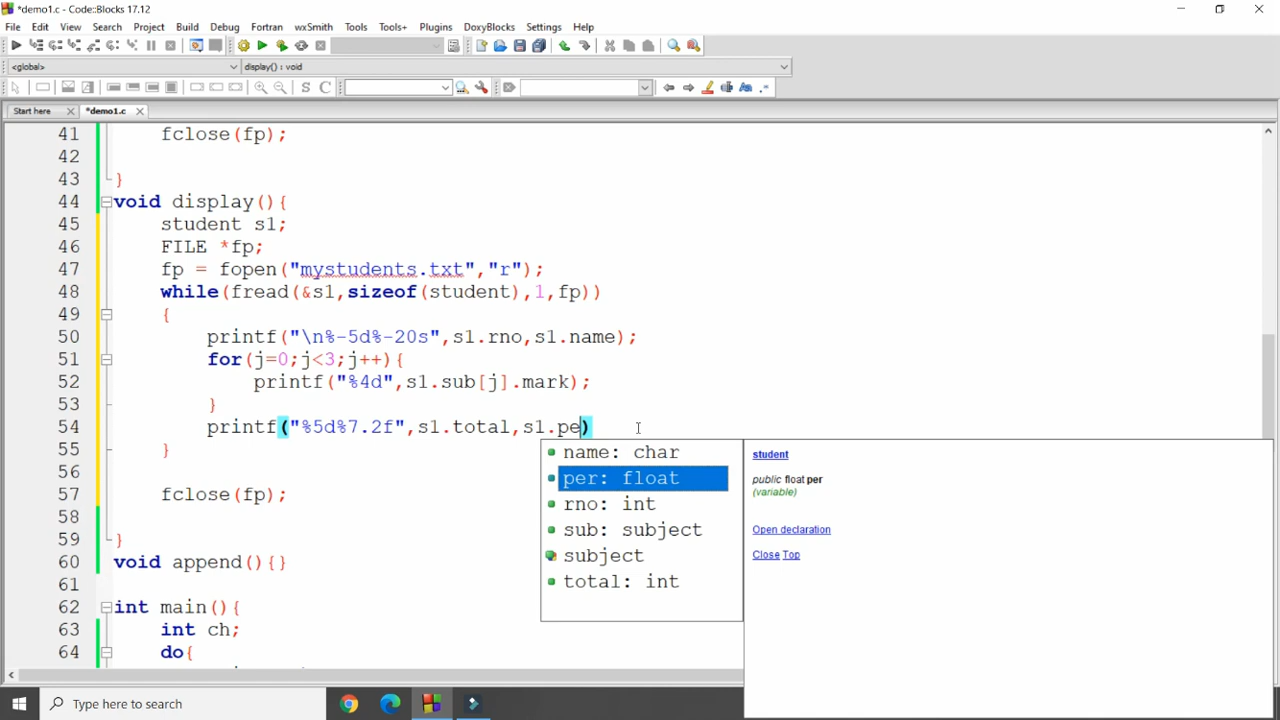 *demo1.c - Code::Blocks 17.12
File Edit View Search Project Build Debug Fortran wxSmith Tools Tools+ Plugins DoxyBlocks Settings Help
<global> display() : void
S C
Start here *demo1.c
41 fclose(fp);
42
43 }
44 void display(){
45 student s1;
46 FILE *fp;
47 fp = fopen("mystudents.txt","r");
48 while(fread(&s1,sizeof(student),1,fp))
49 {
50 printf("\n%-5d%-20s",s1.rno,s1.name);
51 for(j=0;j<3;j++){
52 printf("%4d",s1.sub[j].mark);
53 }
54 printf("%5d%7.2f",s1.total,s1.pe)
55 }
56
57 fclose(fp);
58
59 }
60 void append(){}
61
62 int main(){
63 int ch;
64 do{
name: char
per: float
rno: int
sub: subject
subject
total: int
student
public float per
(variable)
Open declaration
Close Top
Type here to search